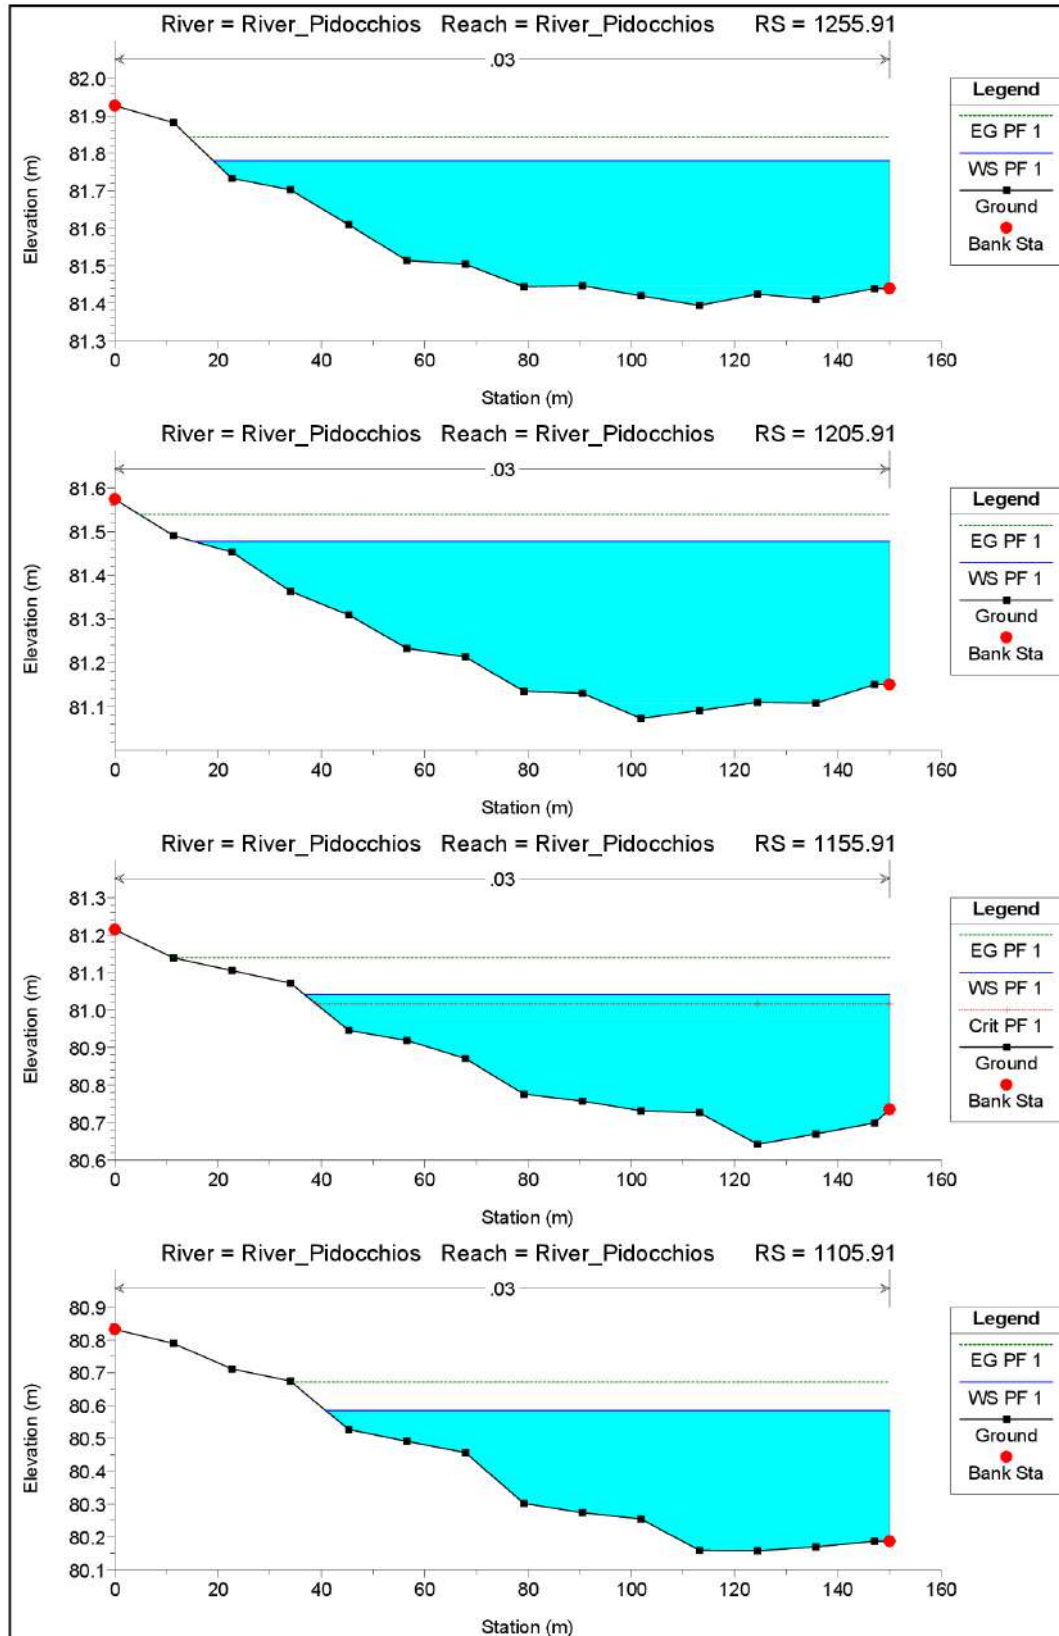 River = River_Pidocchios Reach = River_Pidocchios RS = 1255.91
.03
82.0
81.9
81.8
81.7
81.6
81.5
81.4
81.3
Elevation (m)
0 20 40 60 80 100 120 140 160
Station (m)
Legend
EG PF 1
WS PF 1
Ground
Bank Sta
River = River_Pidocchios Reach = River_Pidocchios RS = 1205.91
.03
81.6
81.5
81.4
81.3
81.2
81.1
Elevation (m)
0 20 40 60 80 100 120 140 160
Station (m)
Legend
EG PF 1
WS PF 1
Ground
Bank Sta
River = River_Pidocchios Reach = River_Pidocchios RS = 1155.91
.03
81.3
81.2
81.1
81.0
80.9
80.8
80.7
80.6
Elevation (m)
0 20 40 60 80 100 120 140 160
Station (m)
Legend
EG PF 1
WS PF 1
Crit PF 1
Ground
Bank Sta
River = River_Pidocchios Reach = River_Pidocchios RS = 1105.91
.03
80.9
80.8
80.7
80.6
80.5
80.4
80.3
80.2
80.1
Elevation (m)
0 20 40 60 80 100 120 140 160
Station (m)
Legend
EG PF 1
WS PF 1
Ground
Bank Sta